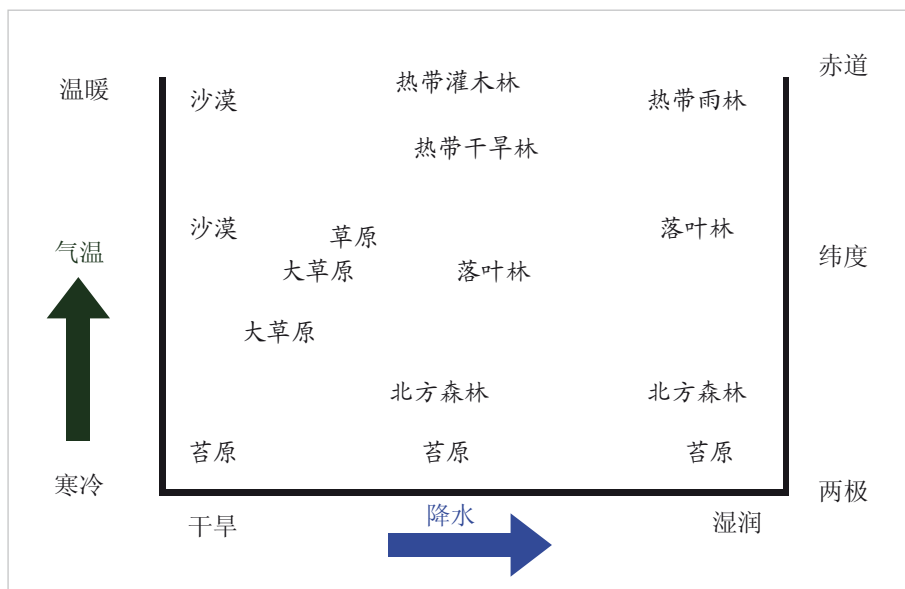 赤道
温暖
热带灌木林
沙漠
热带雨林
热带干旱林
沙漠
草原
落叶林
气温
大草原
落叶林
纬度
大草原
北方森林
北方森林
苔原
苔原
苔原
寒冷
两极
干旱
降水
湿润